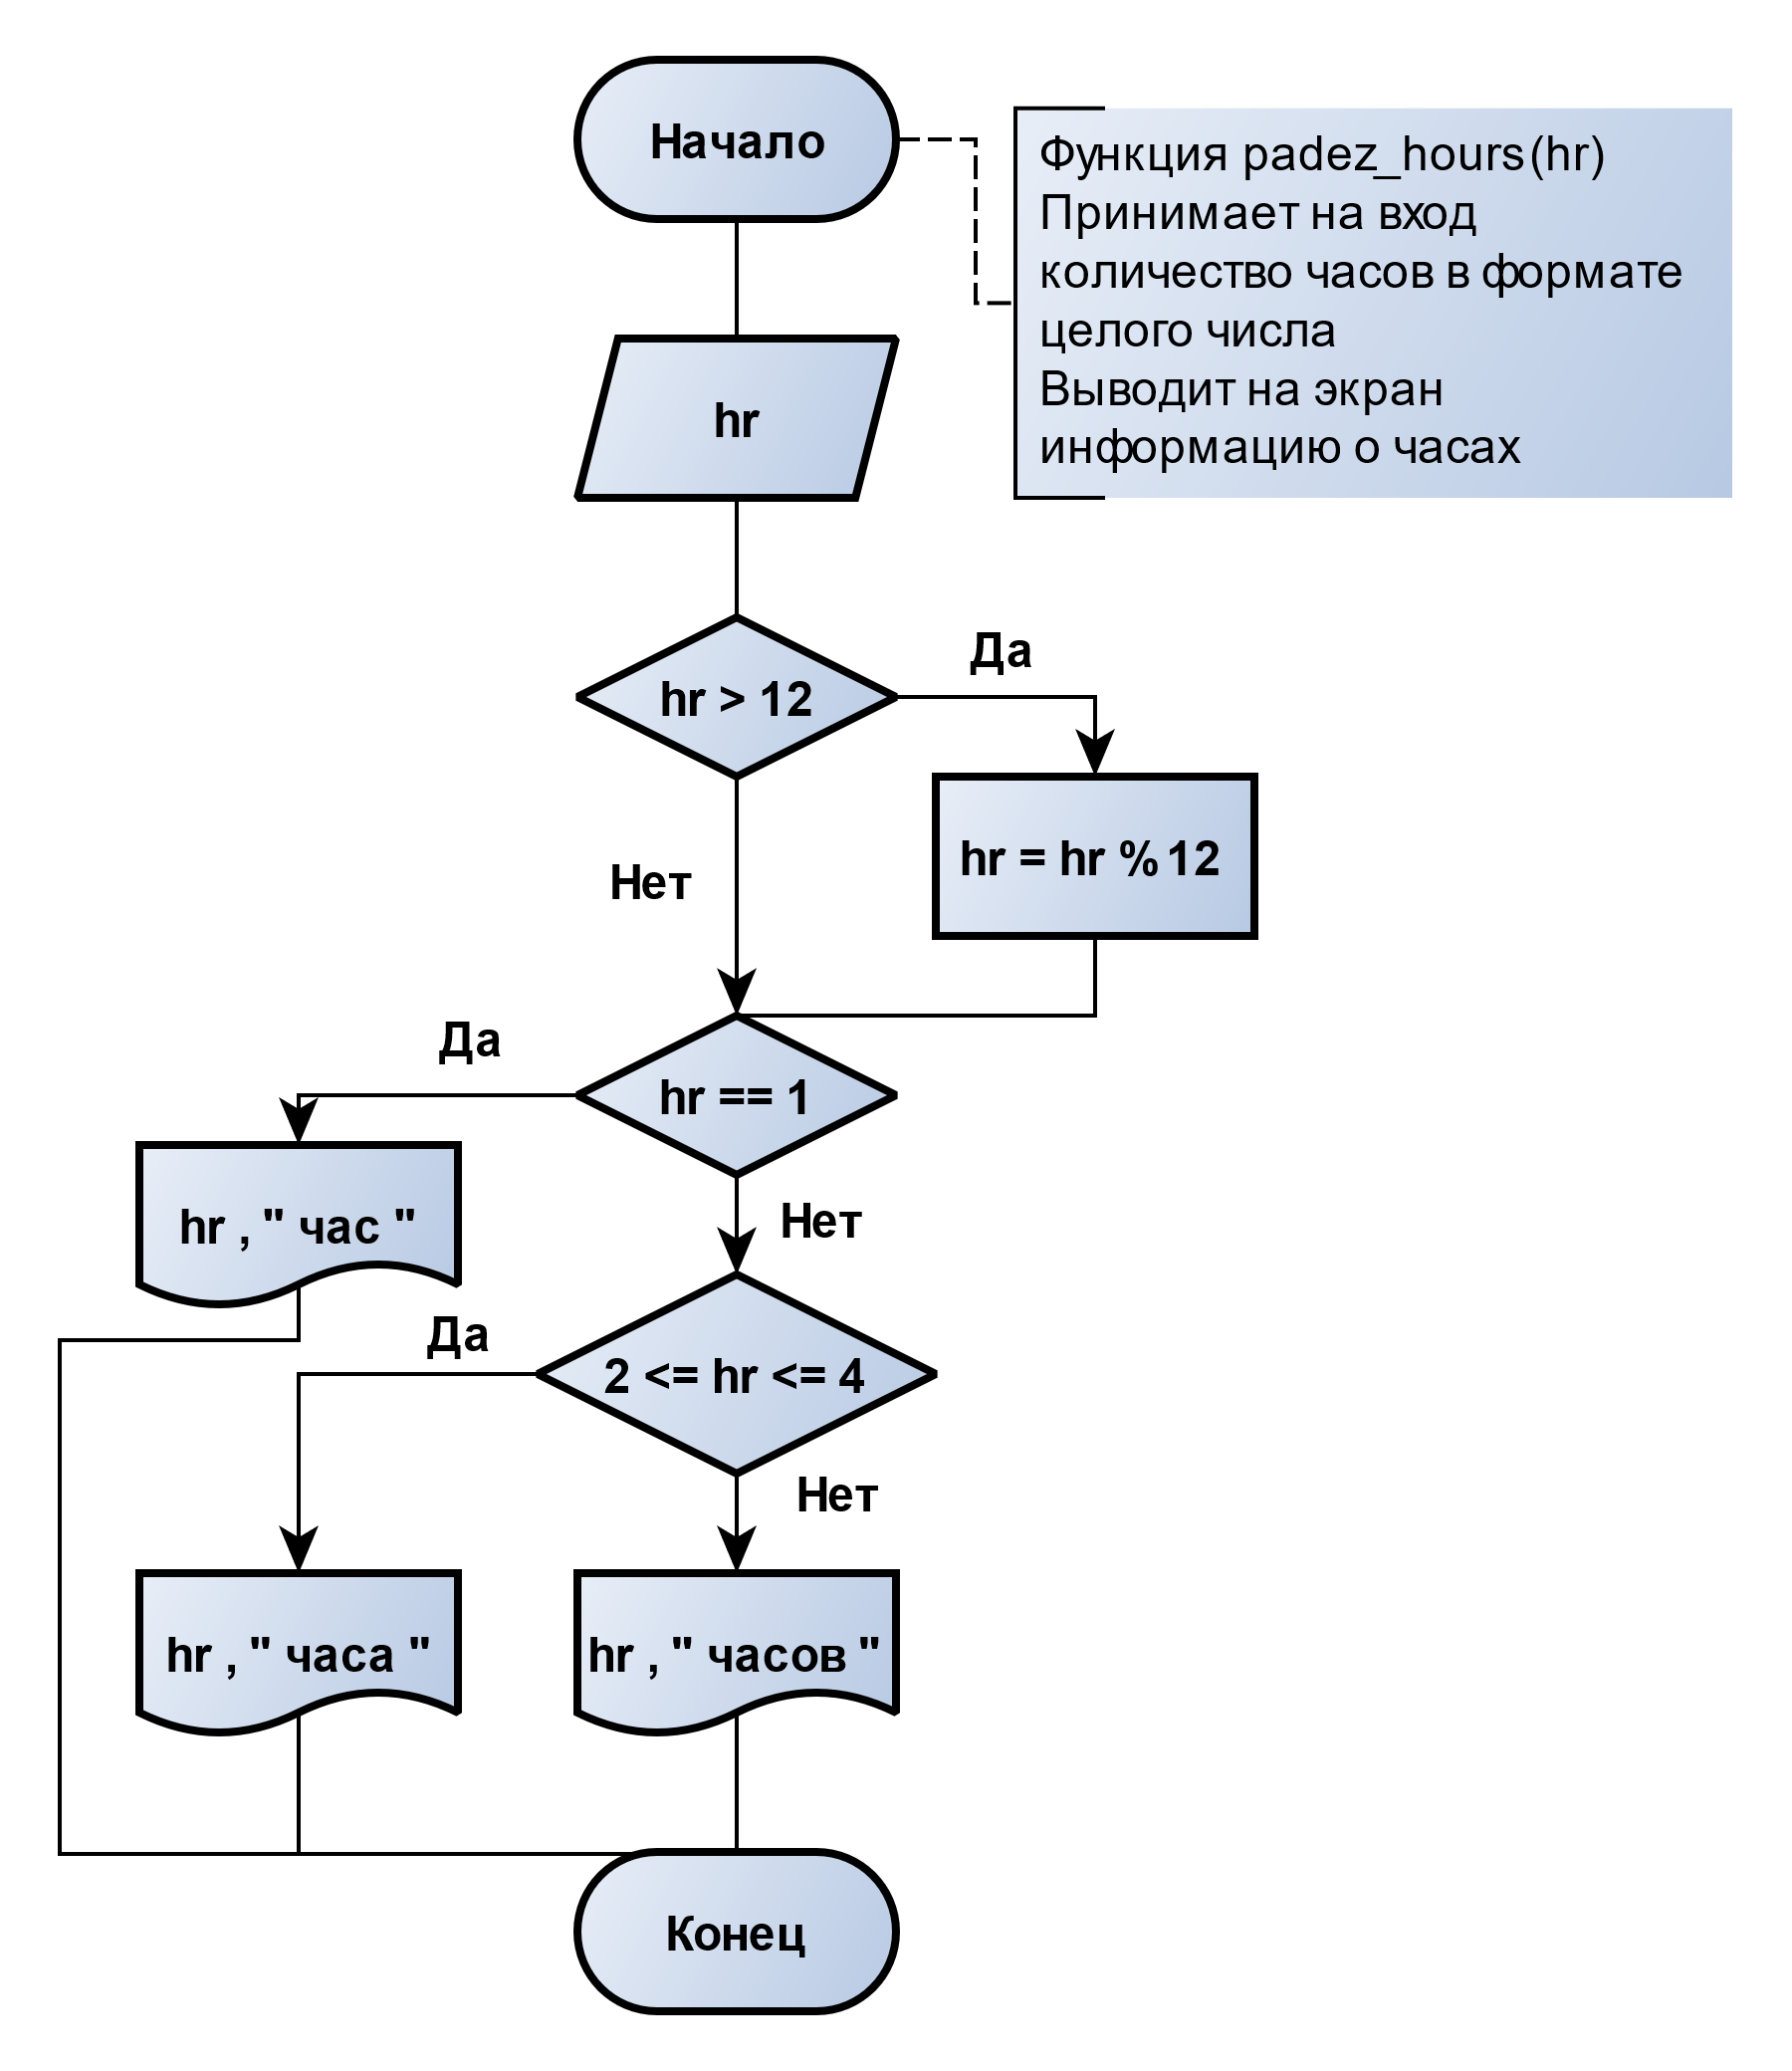 Начало
Функция padez_hours(hr)
Принимает на вход
количество часов в формате
целого числа
Выводит на экран
информацию о часах
hr
hr > 12
Да
hr = hr % 12
Нет
Да
hr == 1
hr , " час "
Нет
Да
2 <= hr <= 4
Нет
hr , " часа "
hr , " часов "
Конец